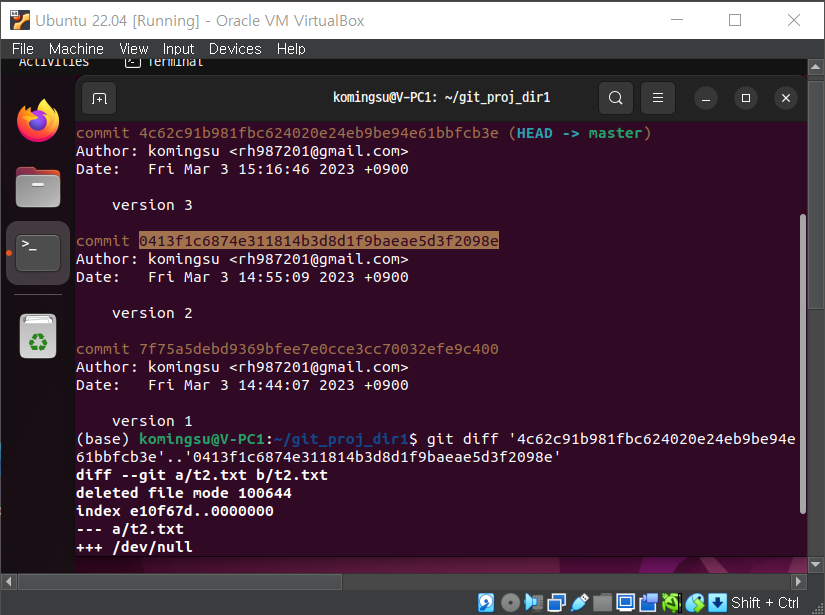 Ubuntu 22.04 [Running] - Oracle VM VirtualBox
File Machine View Input Devices Help
Activities Terminal
komingsu@V-PC1: ~/git_proj_dir1
commit 4c62c91b981fbc624020e24eb9be94e61bbfcb3e (HEAD -> master)
Author: komingsu <rh987201@gmail.com>
Date:   Fri Mar 3 15:16:46 2023 +0900
version 3
commit 0413f1c6874e311814b3d8d1f9baeae5d3f2098e
Author: komingsu <rh987201@gmail.com>
Date:   Fri Mar 3 14:55:09 2023 +0900
version 2
commit 7f75a5debd9369bfee7e0cce3cc70032efe9c400
Author: komingsu <rh987201@gmail.com>
Date:   Fri Mar 3 14:44:07 2023 +0900
version 1
(base) komingsu@V-PC1:~/git_proj_dir1$ git diff '4c62c91b981fbc624020e24eb9be94e
61bbfcb3e'..'0413f1c6874e311814b3d8d1f9baeae5d3f2098e'
diff --git a/t2.txt b/t2.txt
deleted file mode 100644
index e10f67d..0000000
--- a/t2.txt
+++ /dev/null
Shift + Ctrl